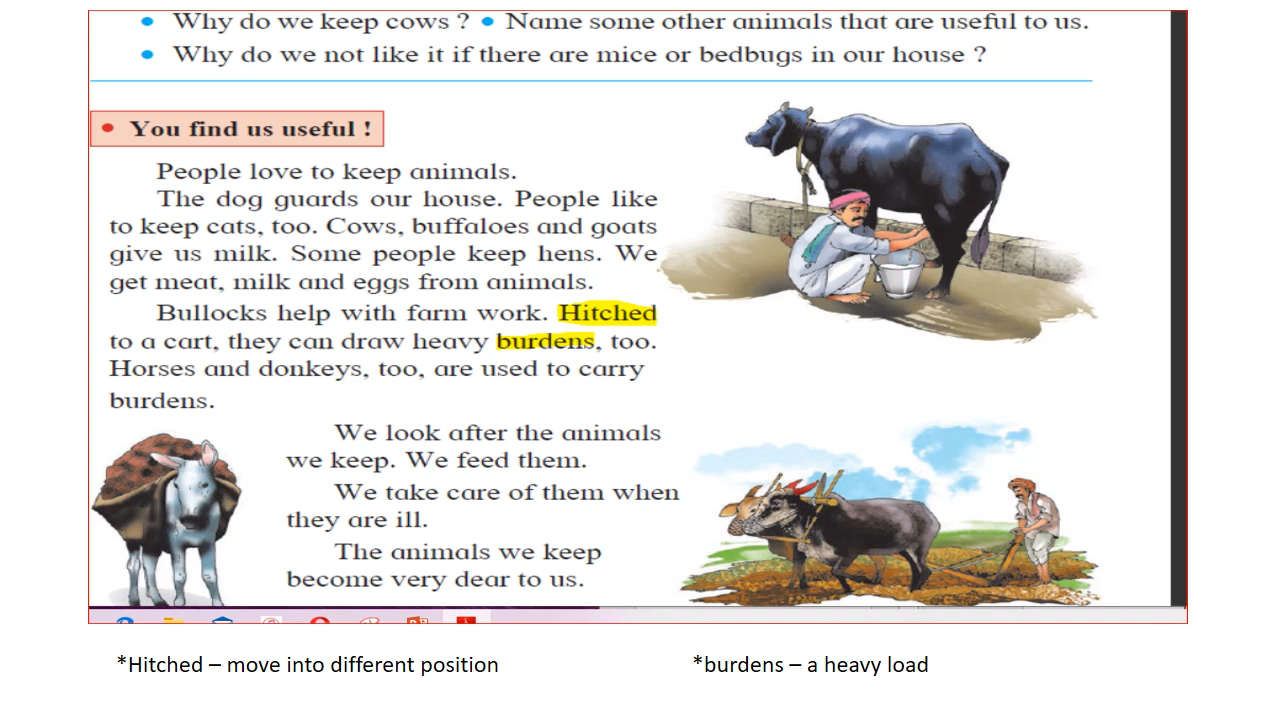 • Why do we keep cows ? • Name some other animals that are useful to us.
• Why do we not like it if there are mice or bedbugs in our house ?
• You find us useful !
People love to keep animals.
The dog guards our house. People like
to keep cats, too. Cows, buffaloes and goats
give us milk. Some people keep hens. We
get meat, milk and eggs from animals.
Bullocks help with farm work. Hitched
to a cart, they can draw heavy burdens, too.
Horses and donkeys, too, are used to carry
burdens.
We look after the animals
we keep. We feed them.
We take care of them when
they are ill.
The animals we keep
become very dear to us.
*Hitched – move into different position
*burdens – a heavy load